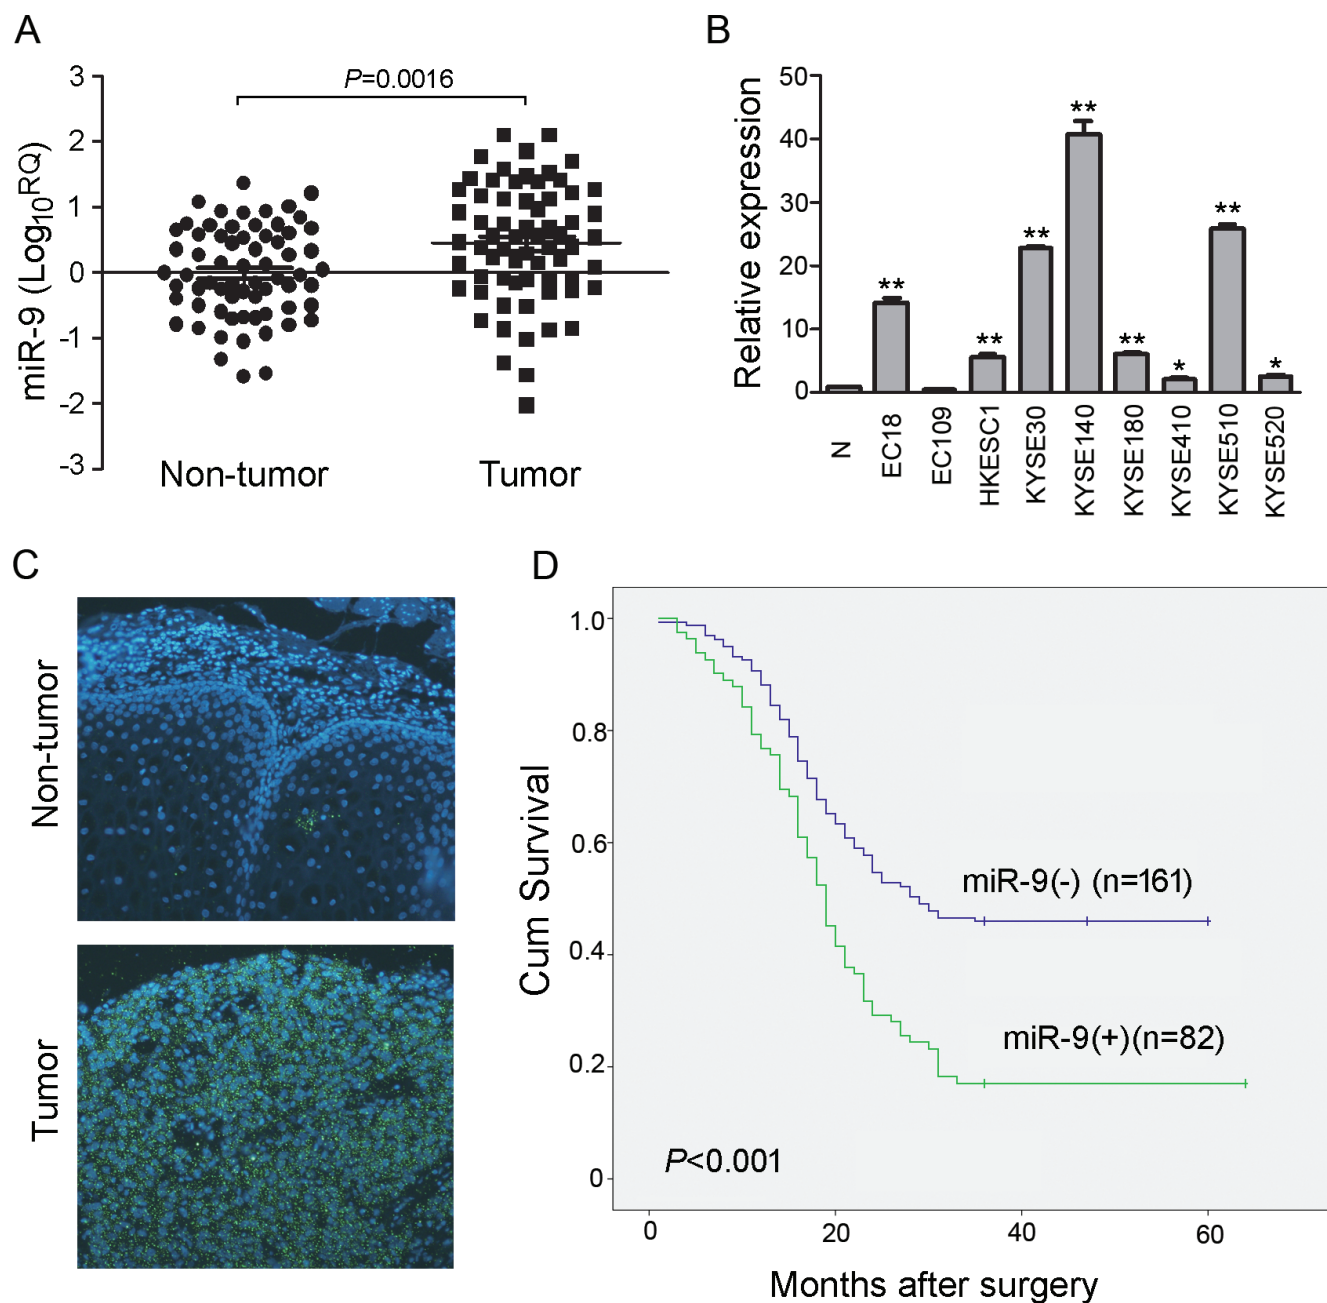 A
3
2
1
0
-1
-2
-3
miR-9 (Log10RQ)
P=0.0016
Non-tumor
Tumor
B
50
40
30
20
10
0
Relative expression
**
**
**
**
**
*
**
*
N
EC18
EC109
HKESC1
KYSE30
KYSE140
KYSE180
KYSE410
KYSE510
KYSE520
C
Non-tumor
Tumor
D
1.0
0.8
0.6
0.4
0.2
0
Cum Survival
miR-9(-) (n=161)
miR-9(+)(n=82)
P<0.001
0
20
40
60
Months after surgery